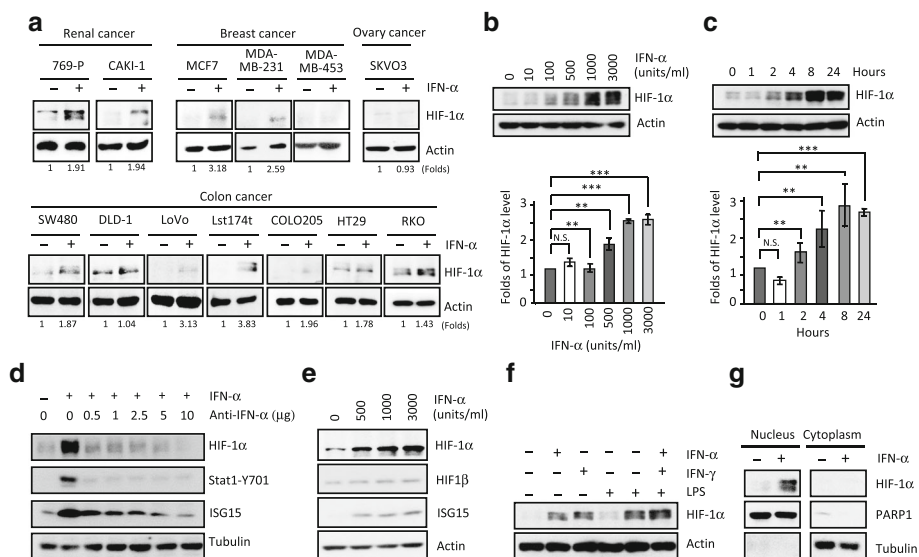 a
Renal cancer Breast cancer Ovary cancer
769-P CAKI-1 MCF7 MDA-MB-231 MDA-MB-453 SKVO3
– + – + – + – + – + – + IFN-α
HIF-1α
Actin
1 1.91 1 1.94 1 3.18 1 2.59 1 0.93 (Folds)
Colon cancer
SW480 DLD-1 LoVo Lst174t COLO205 HT29 RKO
– + – + – + – + – + – + – + IFN-α
HIF-1α
Actin
1 1.87 1 1.04 1 3.13 1 3.83 1 1.96 1 1.78 1 1.43 (Folds)
b
0 10 100 500 1000 3000 IFN-α (units/ml)
HIF-1α
Actin
***
***
**
**
N.S.
Folds of HIF-1α level
3
2
1
0
0 10 100 500 1000 3000
IFN-α (units/ml)
c
0 1 2 4 8 24 Hours
HIF-1α
Actin
***
**
**
**
N.S.
Folds of HIF-1α level
3
2
1
0
0 1 2 4 8 24
Hours
d
– + + + + + + IFN-α
0 0 0.5 1 2.5 5 10 Anti-IFN-α (µg)
HIF-1α
Stat1-Y701
ISG15
Tubulin
e
0 500 1000 3000 IFN-α (units/ml)
HIF-1α
HIF1β
ISG15
Actin
f
– + – – + + IFN-α
– – + – – + IFN-γ
– – – + + + LPS
HIF-1α
Actin
g
Nucleus Cytoplasm
– + – + IFN-α
HIF-1α
PARP1
Tubulin